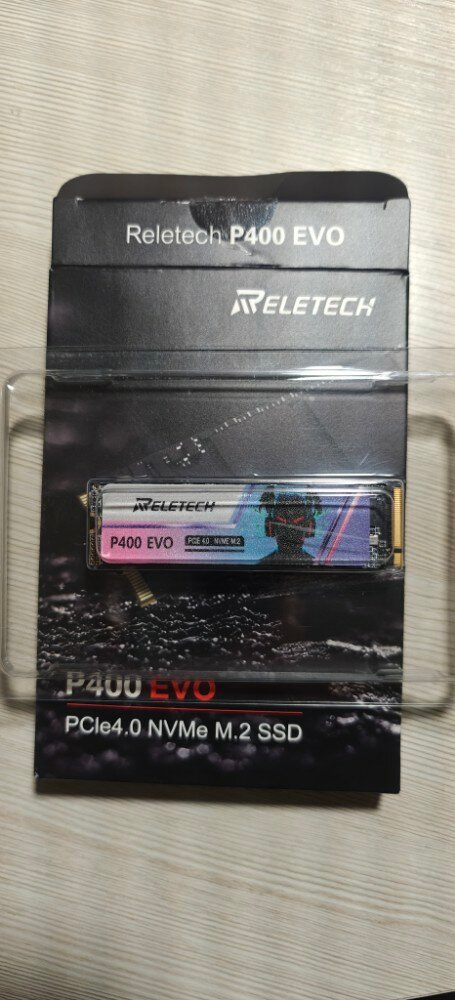 Reletech P400 EVO
RELETECH
RELETECH
P400 EVO
PCIE 4.0 NVME M.2
P400 EVO
PCIe4.0 NVMe M.2 SSD